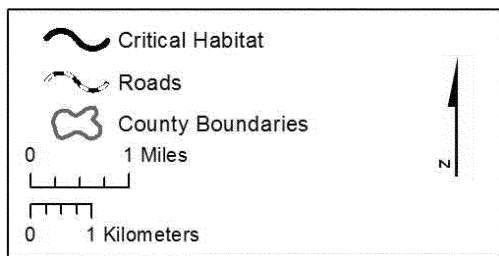 Critical Habitat
Roads
County Boundaries
0 1 Miles
0 1 Kilometers
N